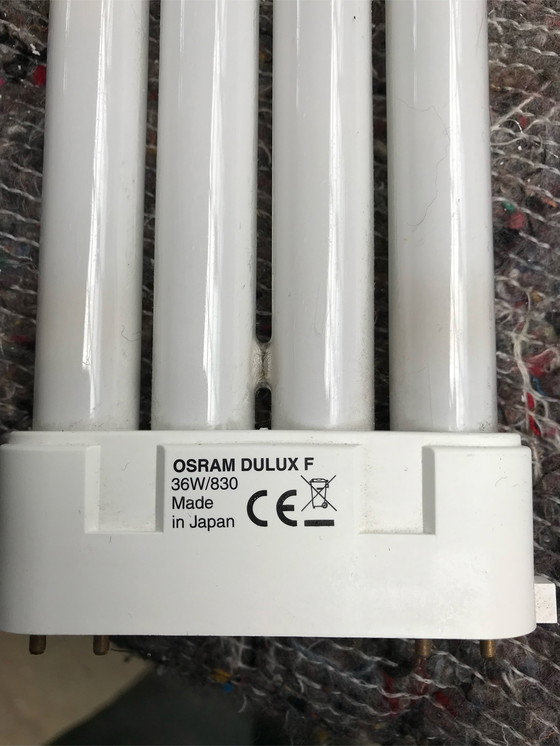 OSRAM DULUX F
36W/830
Made
in Japan CE